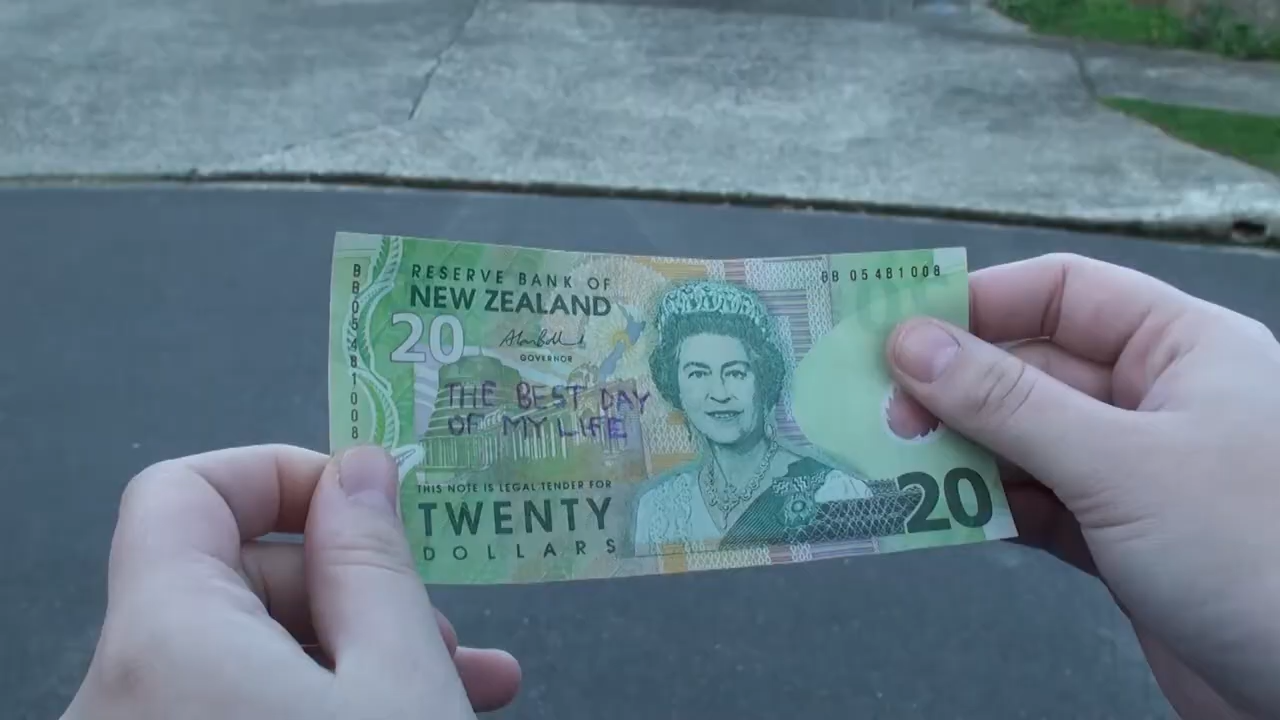 BB 05481008
BB05481008
RESERVE BANK OF
NEW ZEALAND
20
GOVERNOR
THE BEST DAY
OF MY LIFE
THIS NOTE IS LEGAL TENDER FOR
TWENTY
DOLLARS
20